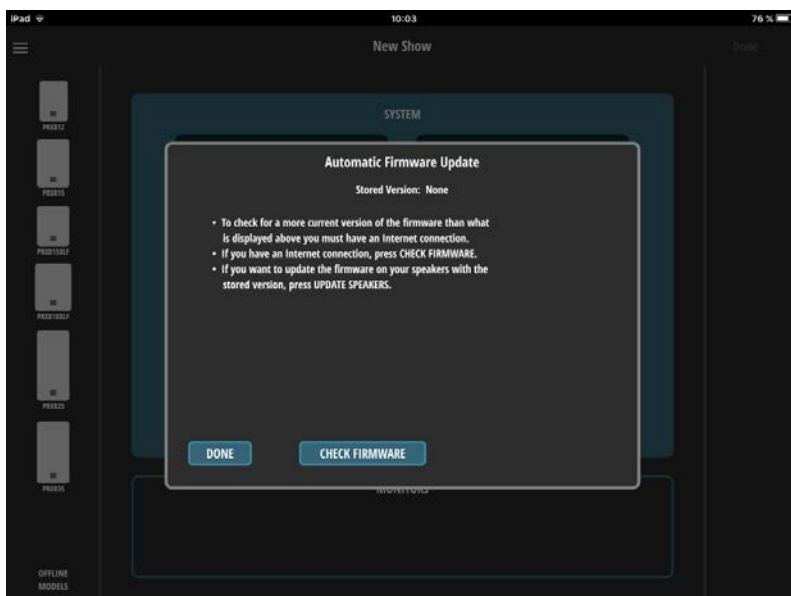 iPad 10:03 76 %
New Show
Done
SYSTEM
PRX812
PRX815
PRX815XLF
PRX818XLF
PRX825
PRX835
OFFLINE
MODELS
Automatic Firmware Update
Stored Version: None
• To check for a more current version of the firmware than what
is displayed above you must have an Internet connection.
• If you have an Internet connection, press CHECK FIRMWARE.
• If you want to update the firmware on your speakers with the
stored version, press UPDATE SPEAKERS.
DONE
CHECK FIRMWARE
MONITORS